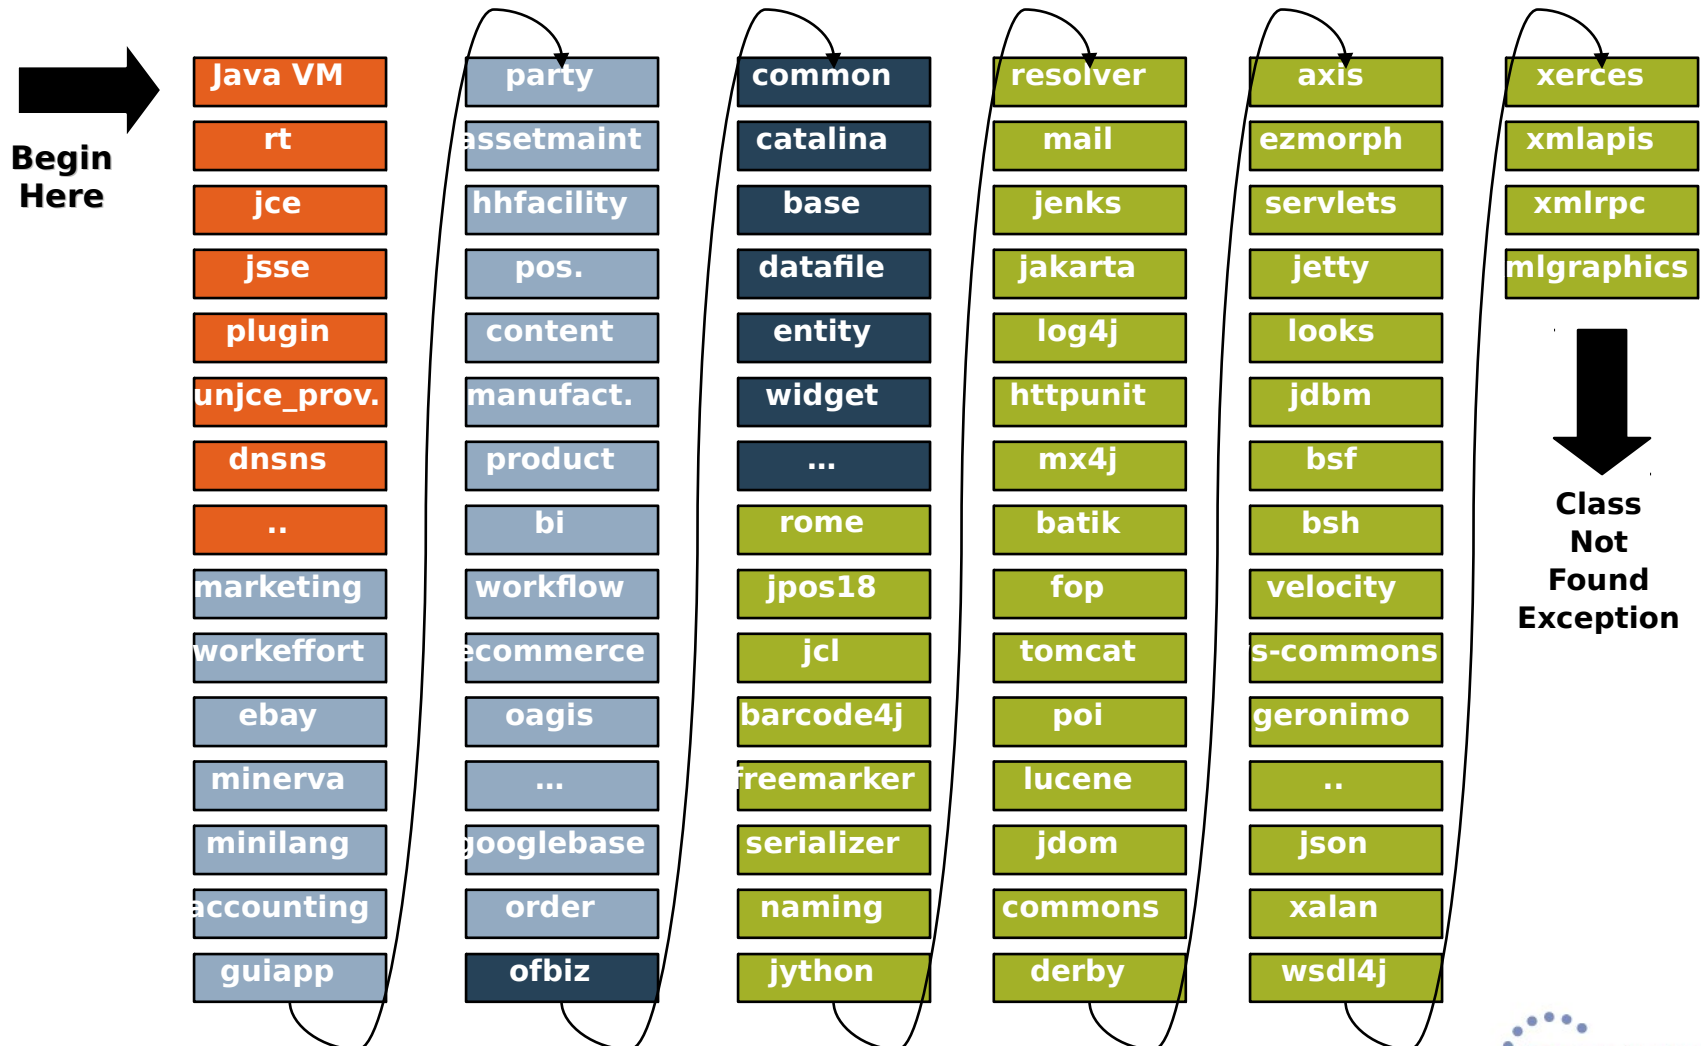 Begin
Here
Java VM
rt
jce
jsse
plugin
unjce_prov.
dnsns
..
marketing
workeffort
ebay
minerva
minilang
accounting
guiapp
party
assetmaint
hhfacility
pos.
content
manufact.
product
bi
workflow
ecommerce
oagis
...
googlebase
order
ofbiz
common
catalina
base
datafile
entity
widget
...
rome
jpos18
jcl
barcode4j
freemarker
serializer
naming
jython
resolver
mail
jenks
jakarta
log4j
httpunit
mx4j
batik
fop
tomcat
poi
lucene
jdom
commons
derby
axis
ezmorph
servlets
jetty
looks
jdbm
bsf
bsh
velocity
s-commons
geronimo
..
json
xalan
wsdl4j
xerces
xmlapis
xmlrpc
mlgraphics
Class
Not
Found
Exception